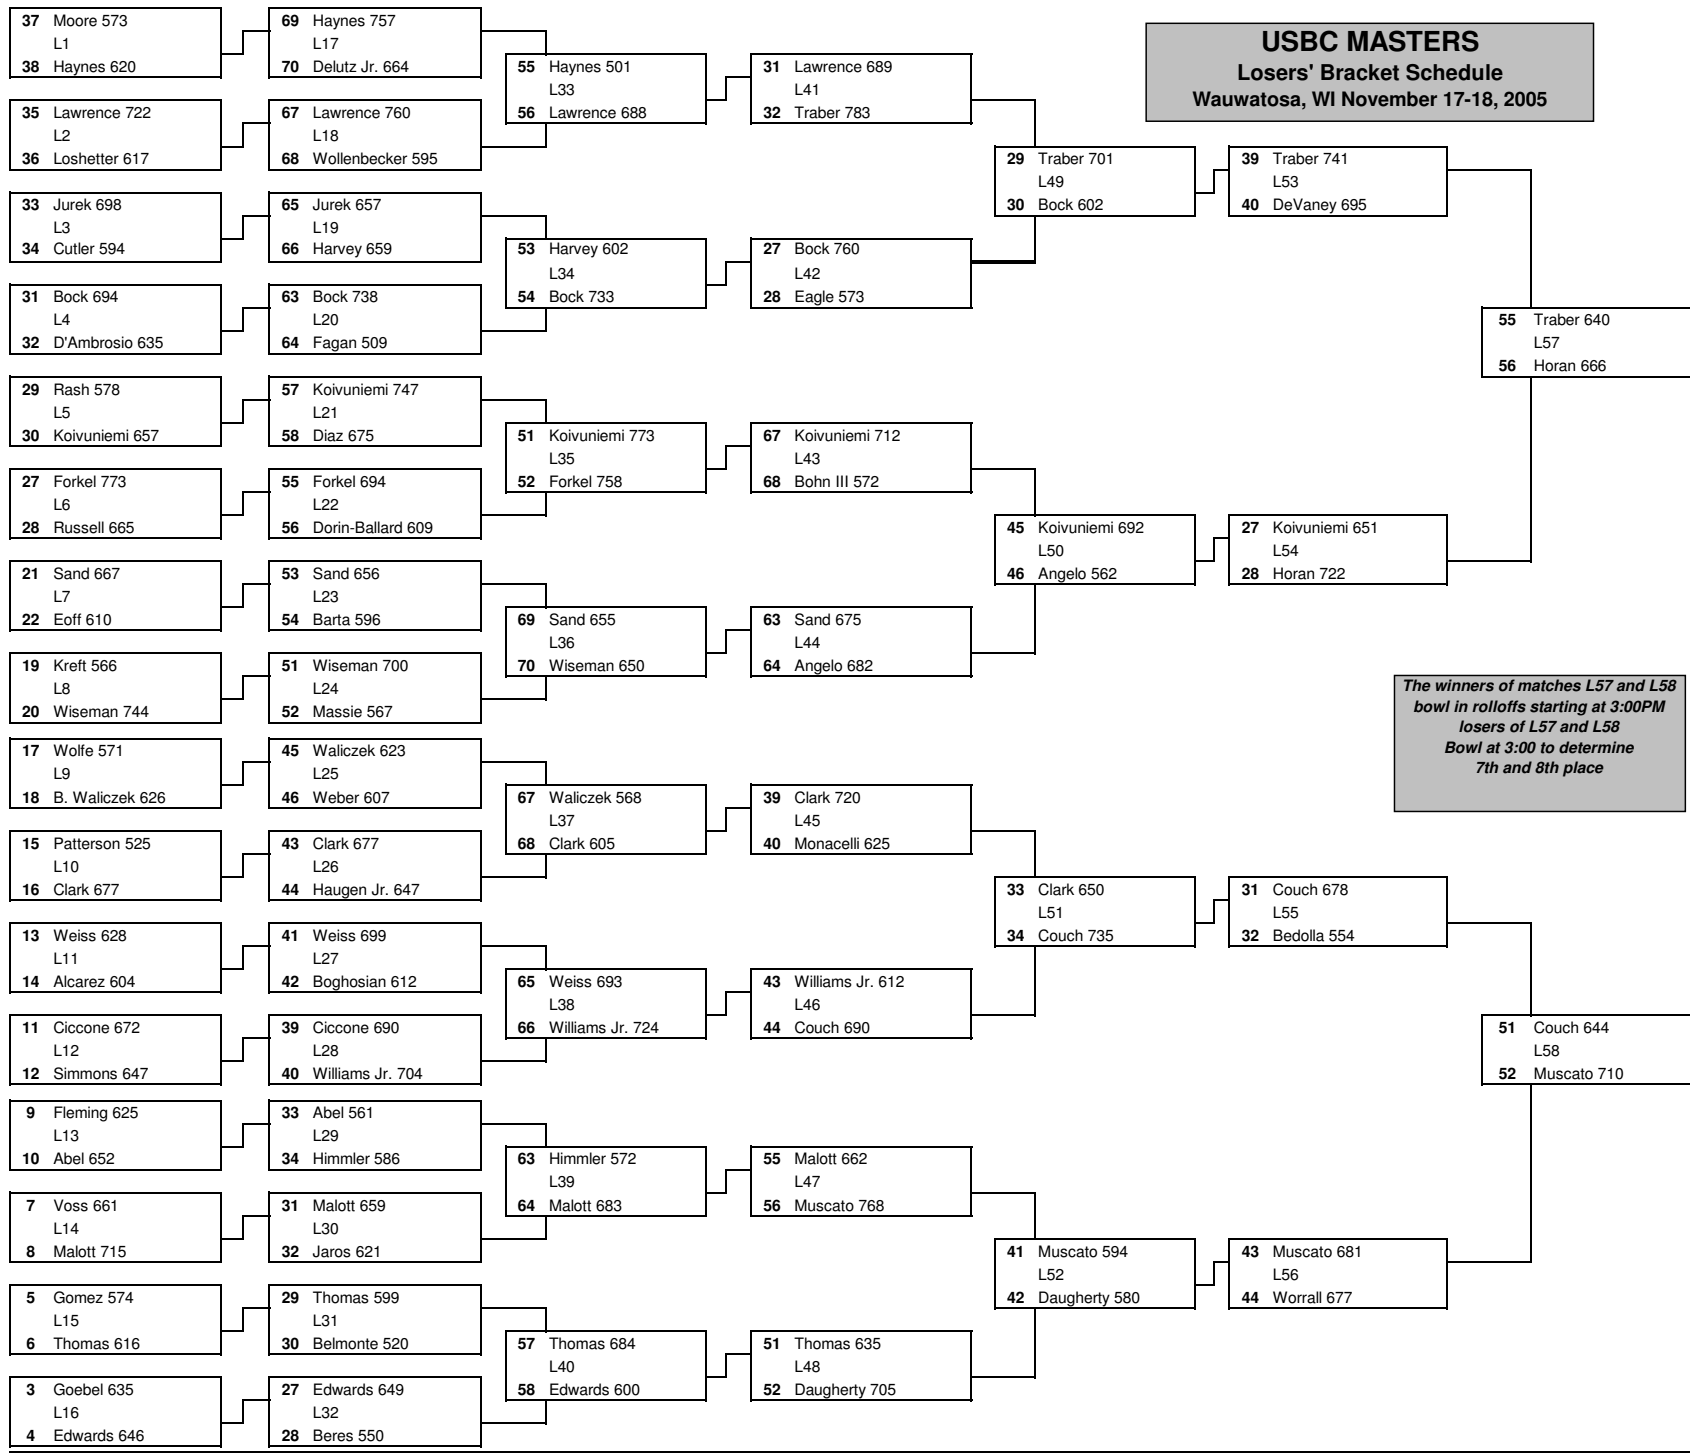 USBC MASTERS
Losers' Bracket Schedule
Wauwatosa, WI November 17-18, 2005
37 Moore 573
L1
38 Haynes 620
35 Lawrence 722
L2
36 Loshetter 617
33 Jurek 698
L3
34 Cutler 594
31 Bock 694
L4
32 D'Ambrosio 635
29 Rash 578
L5
30 Koivuniemi 657
27 Forkel 773
L6
28 Russell 665
21 Sand 667
L7
22 Eoff 610
19 Kreft 566
L8
20 Wiseman 744
17 Wolfe 571
L9
18 B. Waliczek 626
15 Patterson 525
L10
16 Clark 677
13 Weiss 628
L11
14 Alcarez 604
11 Ciccone 672
L12
12 Simmons 647
9 Fleming 625
L13
10 Abel 652
7 Voss 661
L14
8 Malott 715
5 Gomez 574
L15
6 Thomas 616
3 Goebel 635
L16
4 Edwards 646
69 Haynes 757
L17
70 Delutz Jr. 664
67 Lawrence 760
L18
68 Wollenbecker 595
65 Jurek 657
L19
66 Harvey 659
63 Bock 738
L20
64 Fagan 509
57 Koivuniemi 747
L21
58 Diaz 675
55 Forkel 694
L22
56 Dorin-Ballard 609
53 Sand 656
L23
54 Barta 596
51 Wiseman 700
L24
52 Massie 567
45 Waliczek 623
L25
46 Weber 607
43 Clark 677
L26
44 Haugen Jr. 647
41 Weiss 699
L27
42 Boghosian 612
39 Ciccone 690
L28
40 Williams Jr. 704
33 Abel 561
L29
34 Himmler 586
31 Malott 659
L30
32 Jaros 621
29 Thomas 599
L31
30 Belmonte 520
27 Edwards 649
L32
28 Beres 550
55 Haynes 501
L33
56 Lawrence 688
53 Harvey 602
L34
54 Bock 733
51 Koivuniemi 773
L35
52 Forkel 758
69 Sand 655
L36
70 Wiseman 650
67 Waliczek 568
L37
68 Clark 605
65 Weiss 693
L38
66 Williams Jr. 724
63 Himmler 572
L39
64 Malott 683
57 Thomas 684
L40
58 Edwards 600
31 Lawrence 689
L41
32 Traber 783
27 Bock 760
L42
28 Eagle 573
67 Koivuniemi 712
L43
68 Bohn III 572
63 Sand 675
L44
64 Angelo 682
39 Clark 720
L45
40 Monacelli 625
43 Williams Jr. 612
L46
44 Couch 690
55 Malott 662
L47
56 Muscato 768
51 Thomas 635
L48
52 Daugherty 705
29 Traber 701
L49
30 Bock 602
45 Koivuniemi 692
L50
46 Angelo 562
33 Clark 650
L51
34 Couch 735
41 Muscato 594
L52
42 Daugherty 580
39 Traber 741
L53
40 DeVaney 695
27 Koivuniemi 651
L54
28 Horan 722
31 Couch 678
L55
32 Bedolla 554
43 Muscato 681
L56
44 Worrall 677
55 Traber 640
L57
56 Horan 666
51 Couch 644
L58
52 Muscato 710
The winners of matches L57 and L58
bowl in rolloffs starting at 3:00PM
losers of L57 and L58
Bowl at 3:00 to determine
7th and 8th place